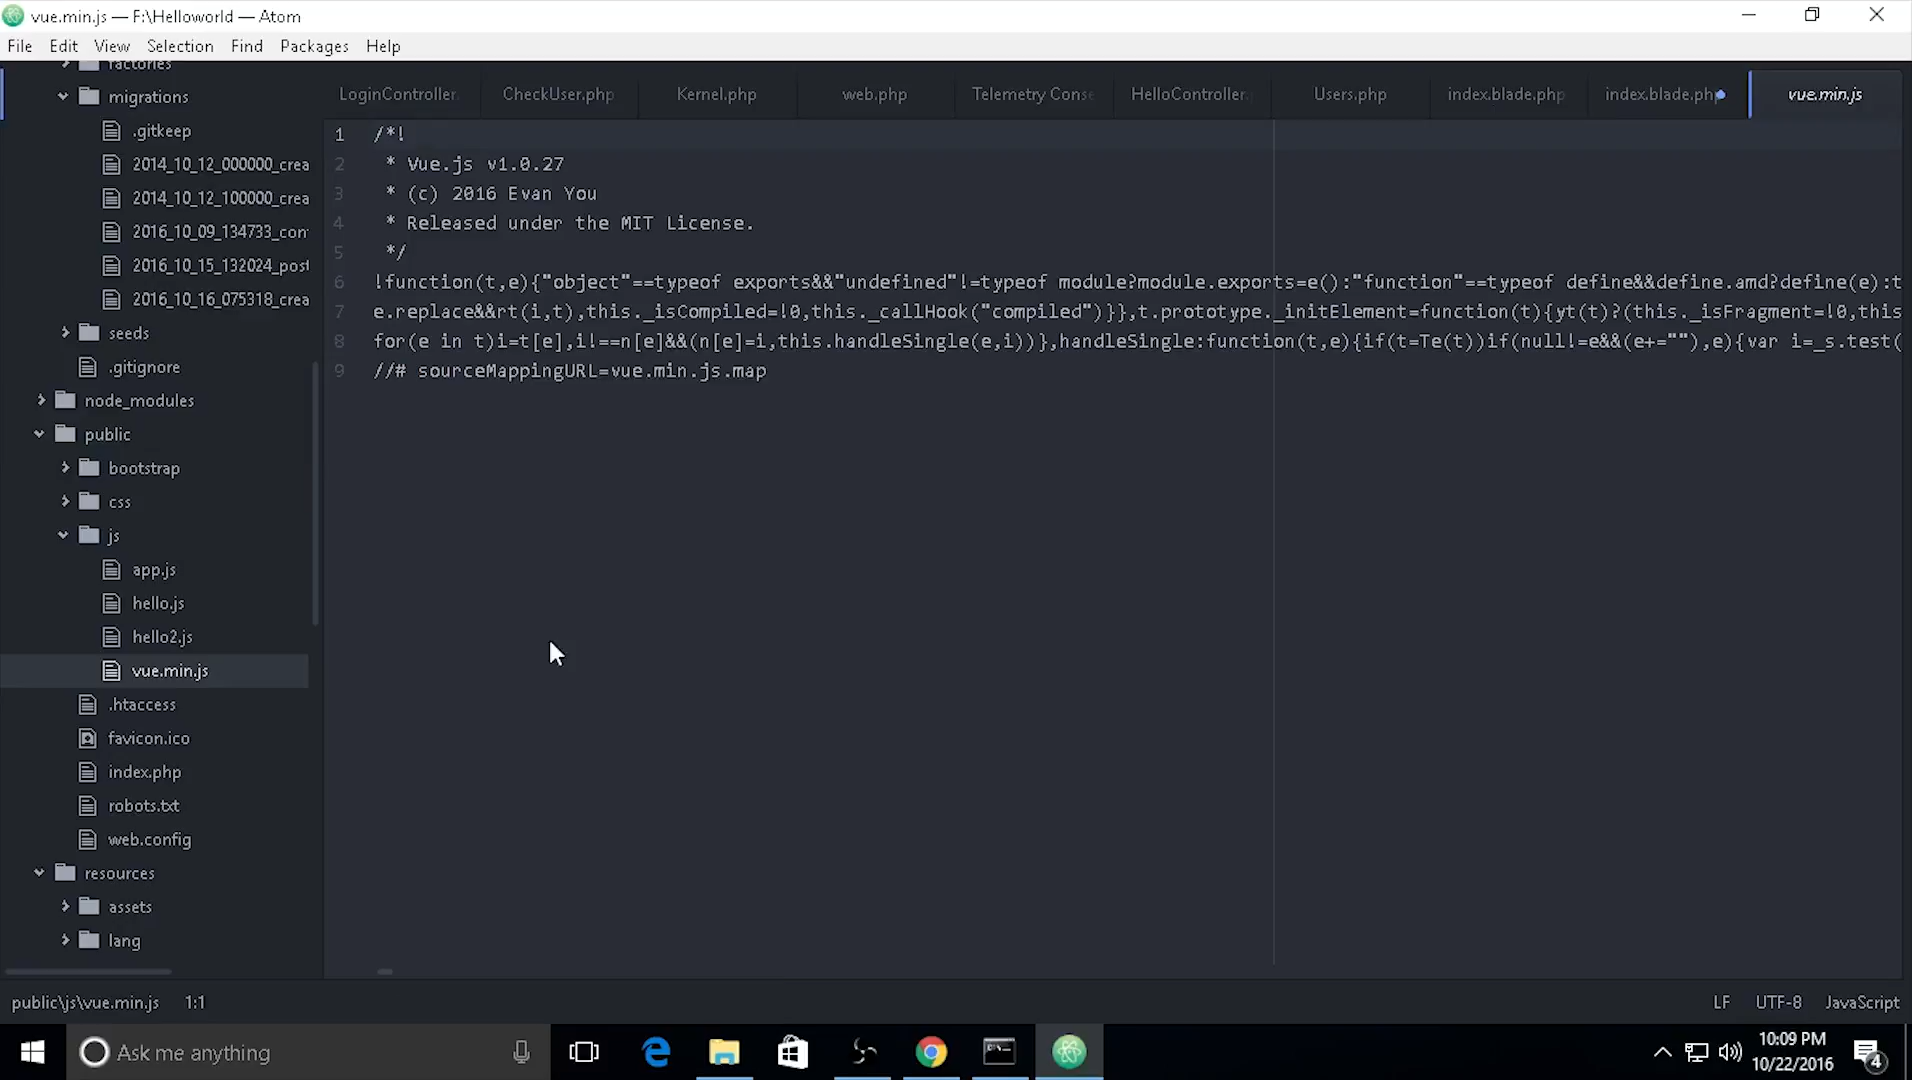 vue.min.js — F:\Helloworld — Atom
File Edit View Selection Find Packages Help
factories
migrations
.gitkeep
2014_10_12_000000_crea
2014_10_12_100000_crea
2016_10_09_134733_con
2016_10_15_132024_post
2016_10_16_075318_crea
seeds
.gitignore
node_modules
public
bootstrap
css
js
app.js
hello.js
hello2.js
vue.min.js
.htaccess
favicon.ico
index.php
robots.txt
web.config
resources
assets
lang
LoginController. CheckUser.php Kernel.php web.php Telemetry Conse HelloController. Users.php index.blade.php index.blade.php vue.min.js
1 /*!
2 * Vue.js v1.0.27
3 * (c) 2016 Evan You
4 * Released under the MIT License.
5 */
6 !function(t,e){"object"==typeof exports&&"undefined"!=typeof module?module.exports=e():"function"==typeof define&&define.amd?define(e):t
7 e.replace&&rt(i,t),this._isCompiled=!0,this._callHook("compiled")}},t.prototype._initElement=function(t){yt(t)?(this._isFragment=!0,this
8 for(e in t)i=t[e],i!==n[e]&&(n[e]=i,this.handleSingle(e,i))},handleSingle:function(t,e){if(t=Te(t))if(null!=e&&(e+=""),e){var i=_s.test(
9 //# sourceMappingURL=vue.min.js.map
public\js\vue.min.js 1:1 LF UTF-8 JavaScript
Ask me anything
10:09 PM
10/22/2016
4